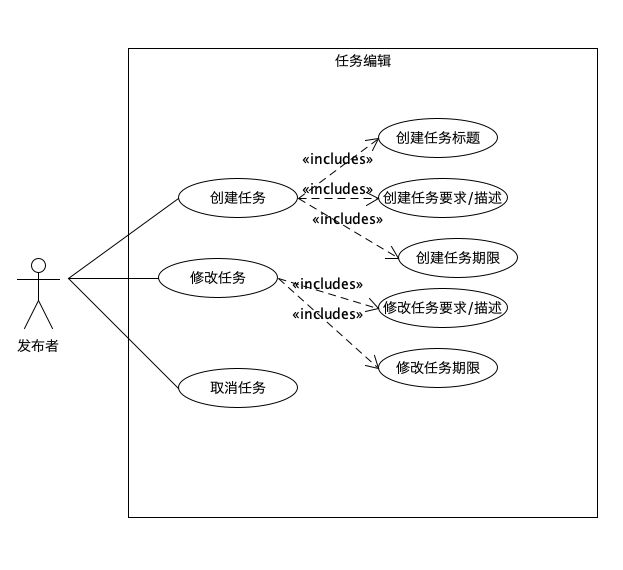 任务编辑
创建任务标题
«includes»
创建任务
«includes»
创建任务要求/描述
«includes»
创建任务期限
修改任务
«includes»
修改任务要求/描述
«includes»
发布者
修改任务期限
取消任务